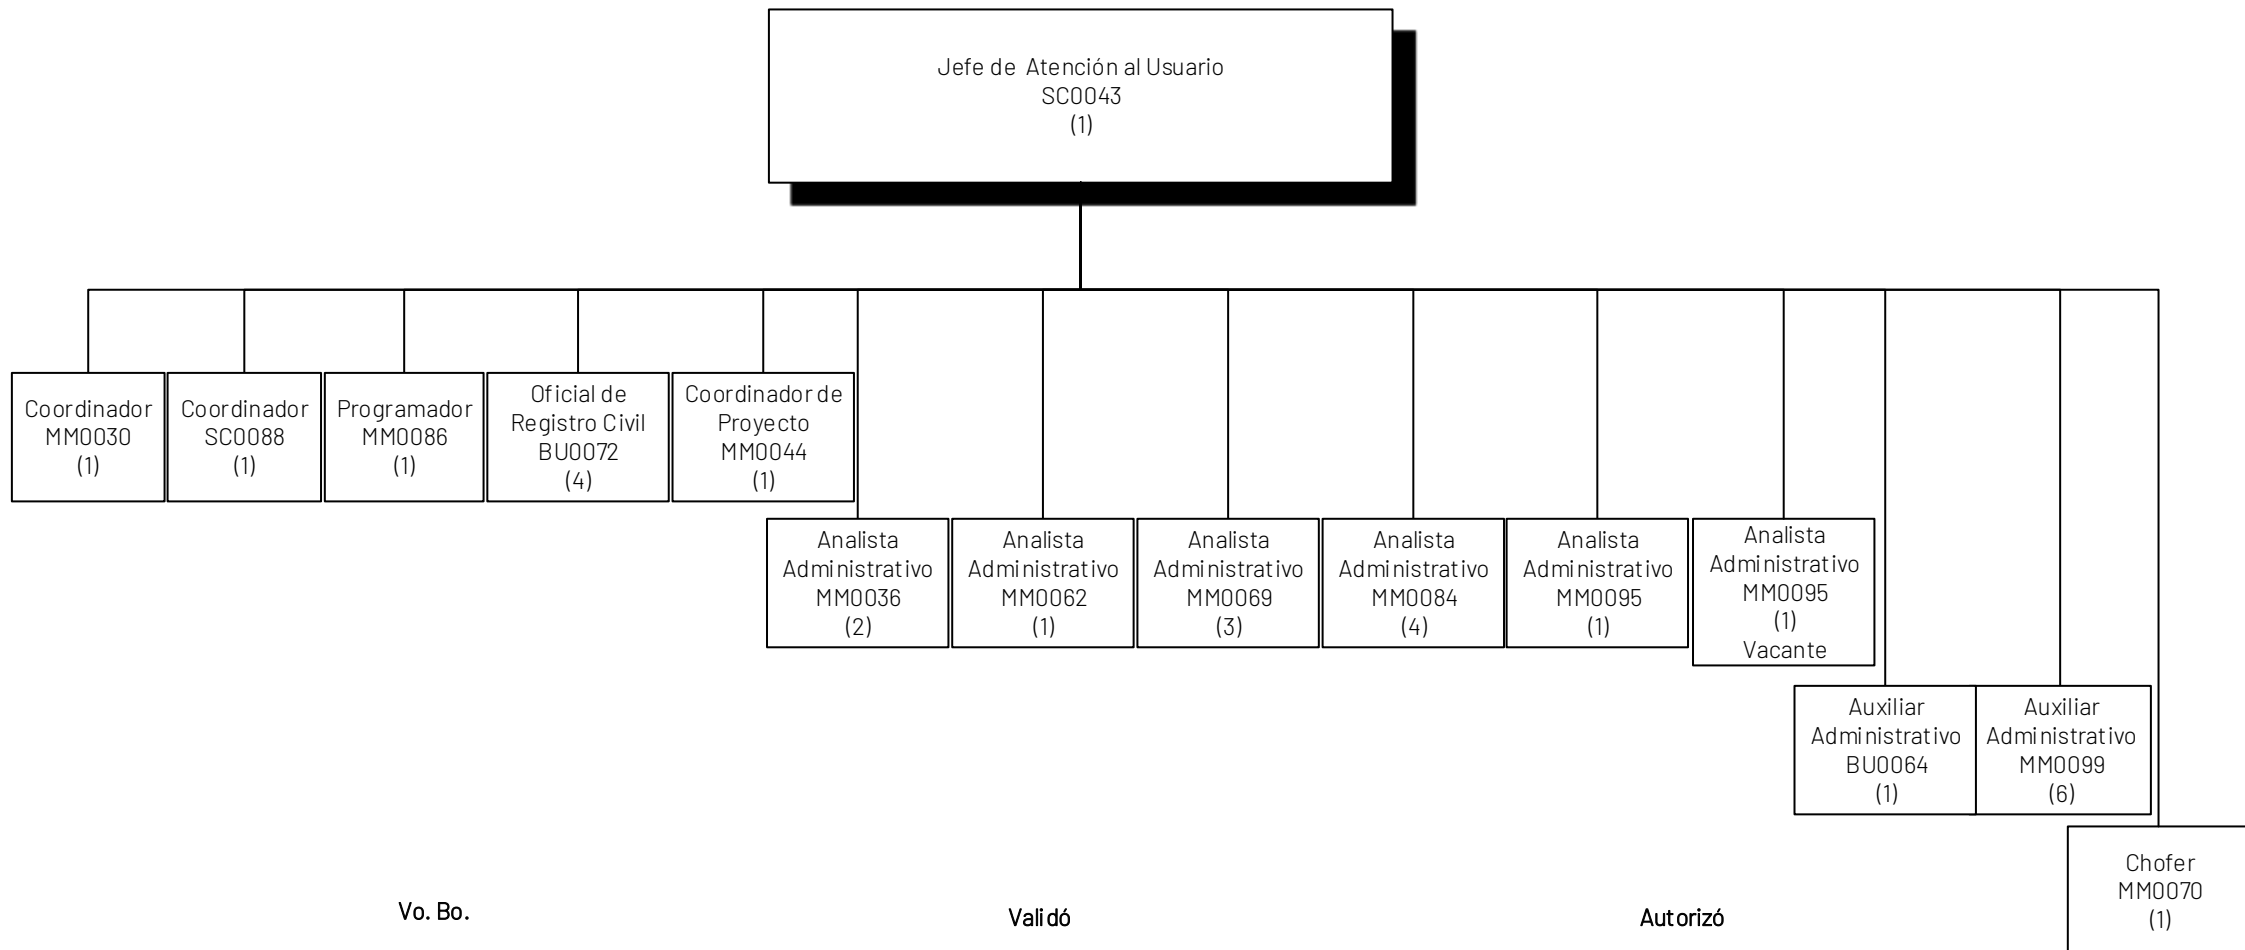 Jefe de Atención al Usuario
SC0043
(1)
Coordinador
MM0030
(1)
Coordinador
SC0088
(1)
Programador
MM0086
(1)
Oficial de
Registro Civil
BU0072
(4)
Coordinador de
Proyecto
MM0044
(1)
Analista
Administrativo
MM0036
(2)
Analista
Administrativo
MM0062
(1)
Analista
Administrativo
MM0069
(3)
Analista
Administrativo
MM0084
(4)
Analista
Administrativo
MM0095
(1)
Analista
Administrativo
MM0095
(1)
Vacante
Auxiliar
Administrativo
BU0064
(1)
Auxiliar
Administrativo
MM0099
(6)
Chofer
MM0070
(1)
Vo. Bo.
Validó
Autorizó